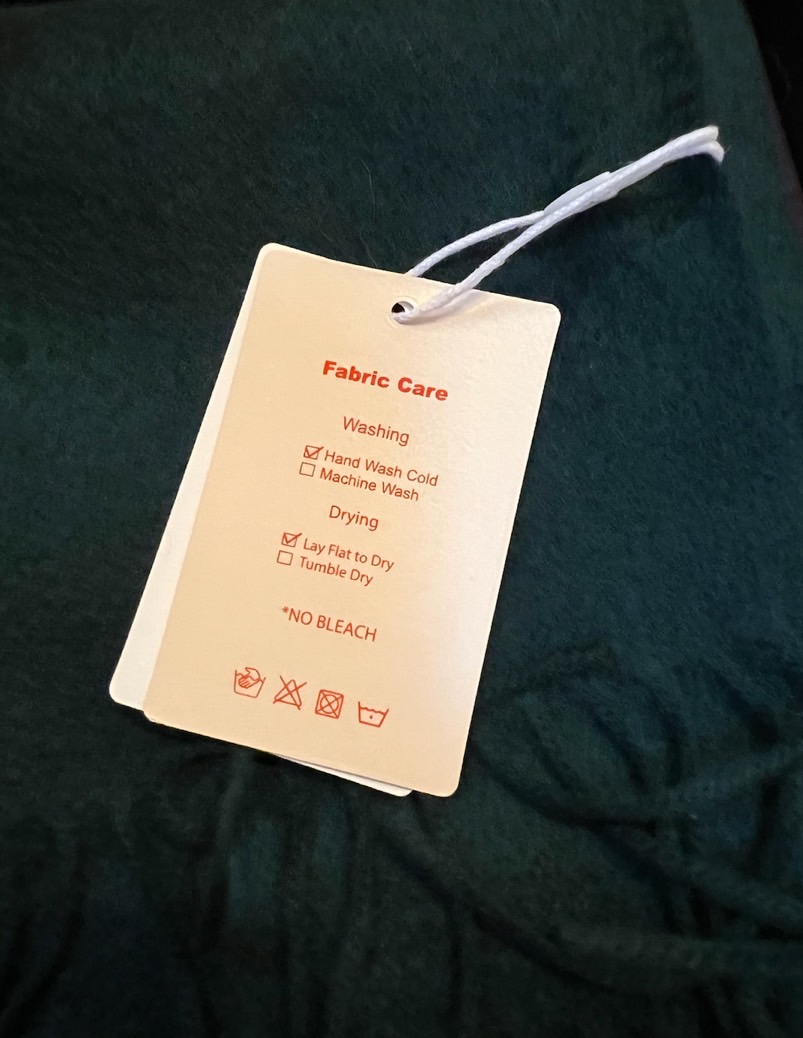 Fabric Care
Washing
Hand Wash Cold
Machine Wash
Drying
Lay Flat to Dry
Tumble Dry
*NO BLEACH